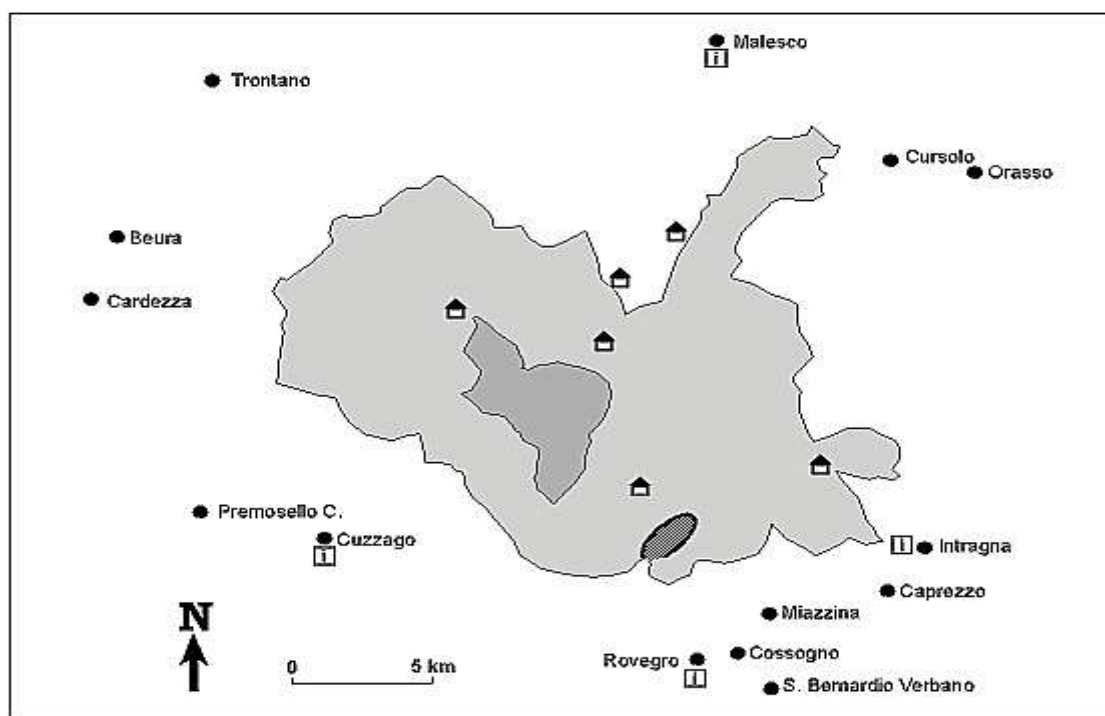 Malesco
i
Trontano
Cursolo
Orasso
Beura
Cardezza
Premosello C.
Cuzzago
i
i
Intragna
Caprezzo
Miazzina
N
0 5 km
Rovegro
i
Cossogno
S. Bernardio Verbano